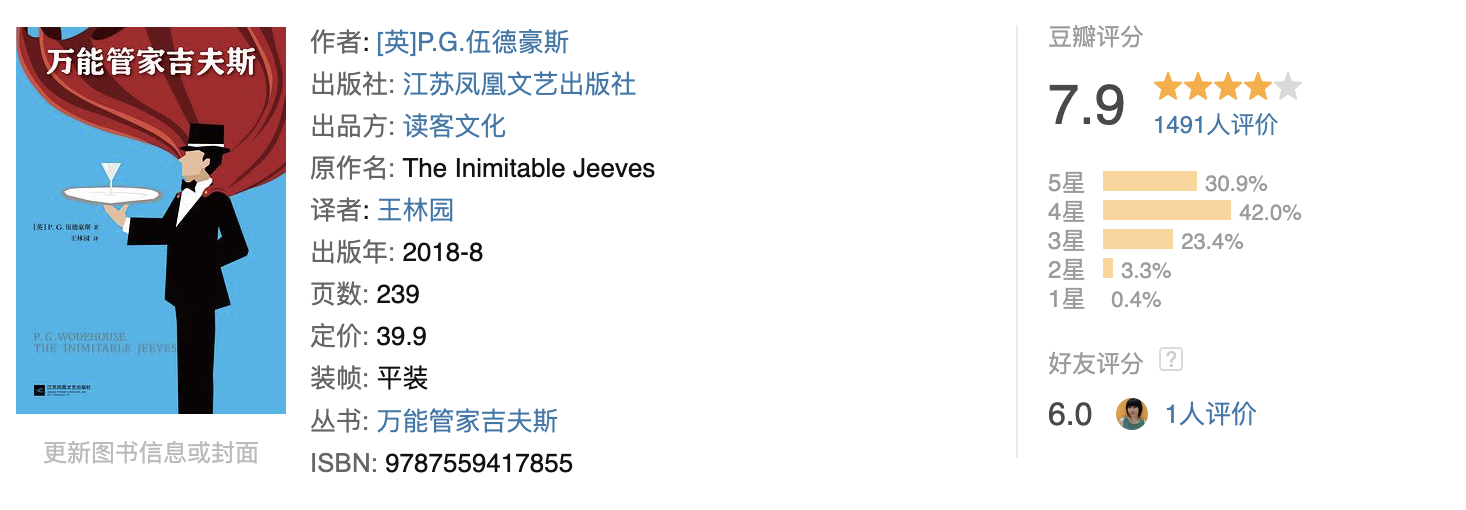 万能管家吉夫斯
[英] P. G. 伍德豪斯 著
王林园 译
P. G. WODEHOUSE
THE INIMITABLE JEEVES
江苏凤凰文艺出版社
更新图书信息或封面
作者: [英]P.G.伍德豪斯
出版社: 江苏凤凰文艺出版社
出品方: 读客文化
原作名: The Inimitable Jeeves
译者: 王林园
出版年: 2018-8
页数: 239
定价: 39.9
装帧: 平装
丛书: 万能管家吉夫斯
ISBN: 9787559417855
豆瓣评分
7.9
1491人评价
5星 30.9%
4星 42.0%
3星 23.4%
2星 3.3%
1星 0.4%
好友评分 ?
6.0 1人评价